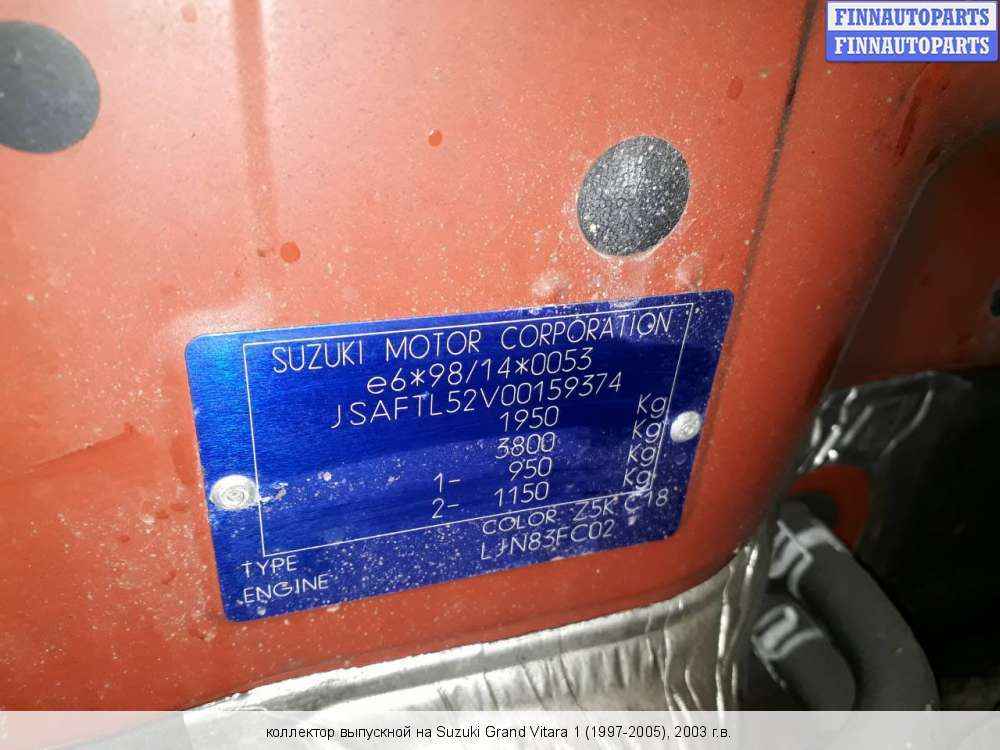 FINNAUTOPARTS
FINNAUTOPARTS
SUZUKI MOTOR CORPORATION
e6*98/14*0053
JSAFTL52V00159374
1950 Kg
3800 Kg
1- 950 Kg
2- 1150 Kg
COLOR Z5K C18
TYPE LJN83FC02
ENGINE
коллектор выпускной на Suzuki Grand Vitara 1 (1997-2005), 2003 г.в.